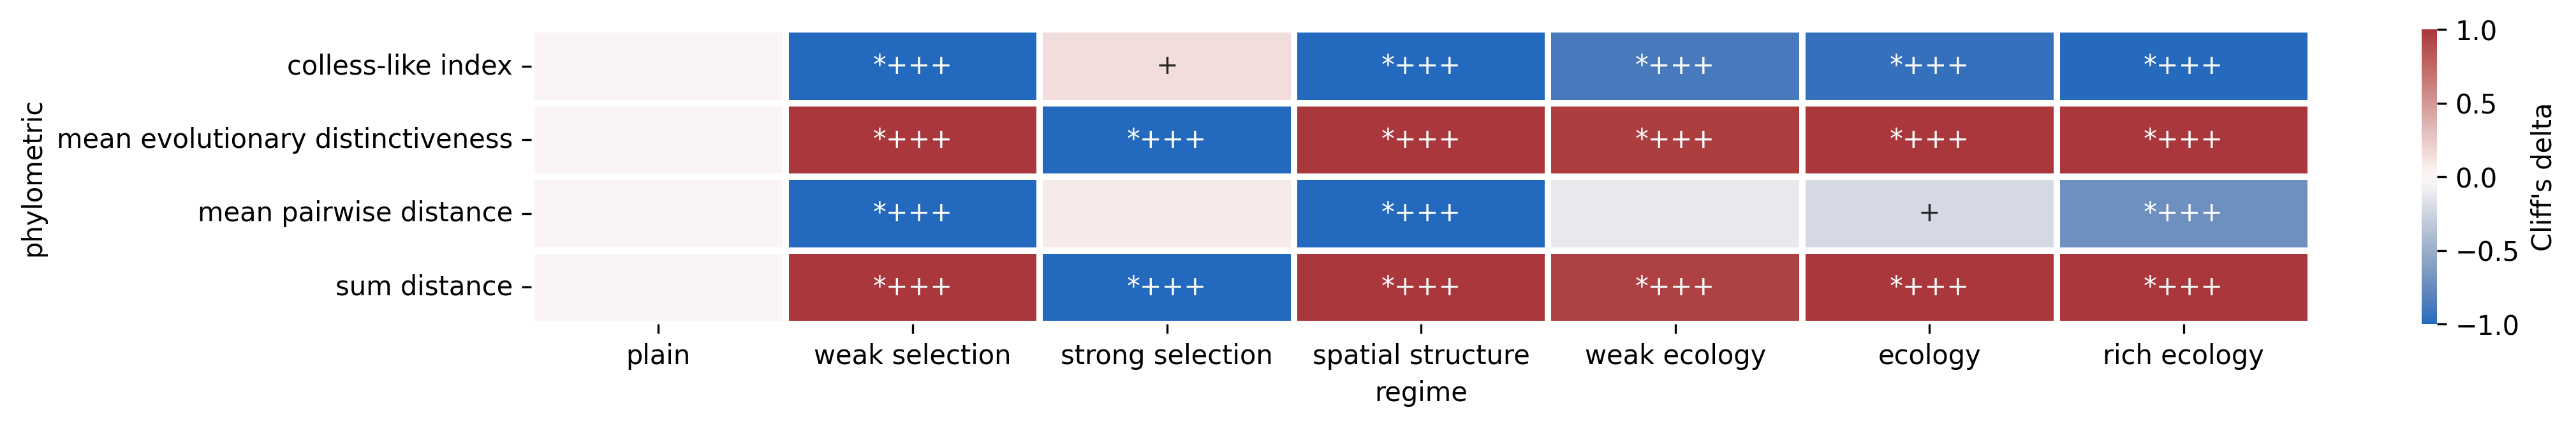 phylometric
colless-like index
*+++
+
*+++
*+++
*+++
*+++
mean evolutionary distinctiveness
*+++
*+++
*+++
*+++
*+++
*+++
mean pairwise distance
*+++
*+++
+
*+++
sum distance
*+++
*+++
*+++
*+++
*+++
*+++
plain
weak selection
strong selection
spatial structure
weak ecology
ecology
rich ecology
regime
1.0
0.5
0.0
−0.5
−1.0
Cliff's delta